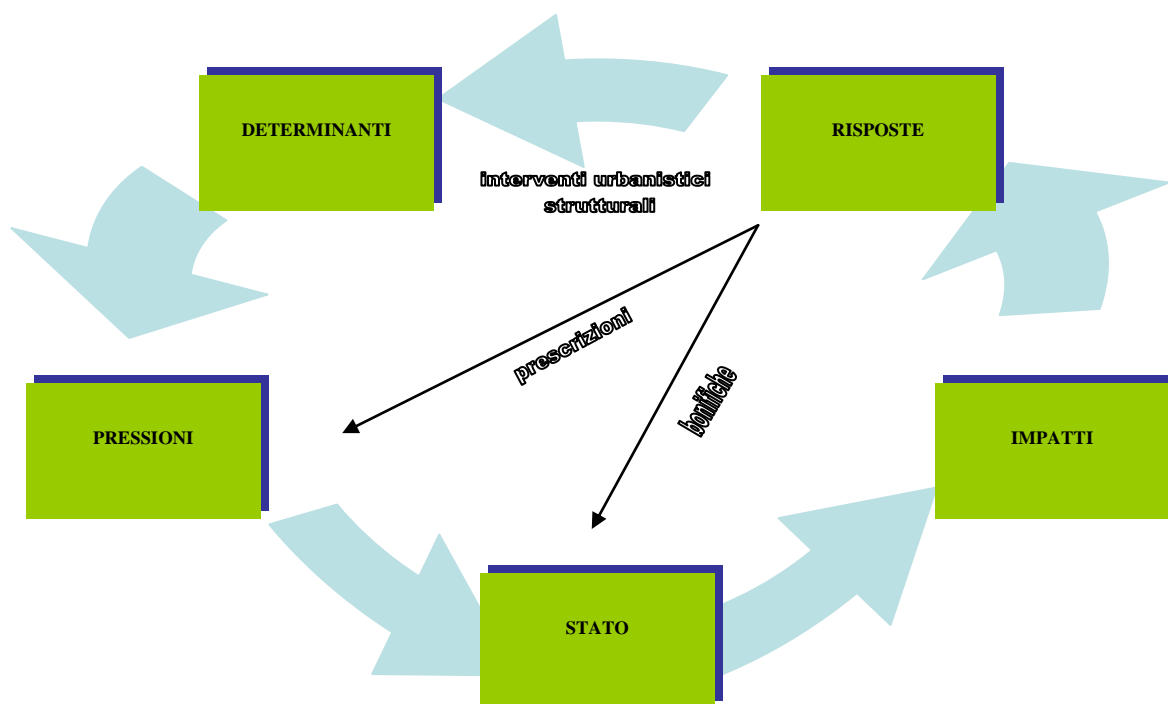 DETERMINANTI
RISPOSTE
interventi urbanistici
strutturali
prescrizioni
bonifiche
PRESSIONI
IMPATTI
STATO